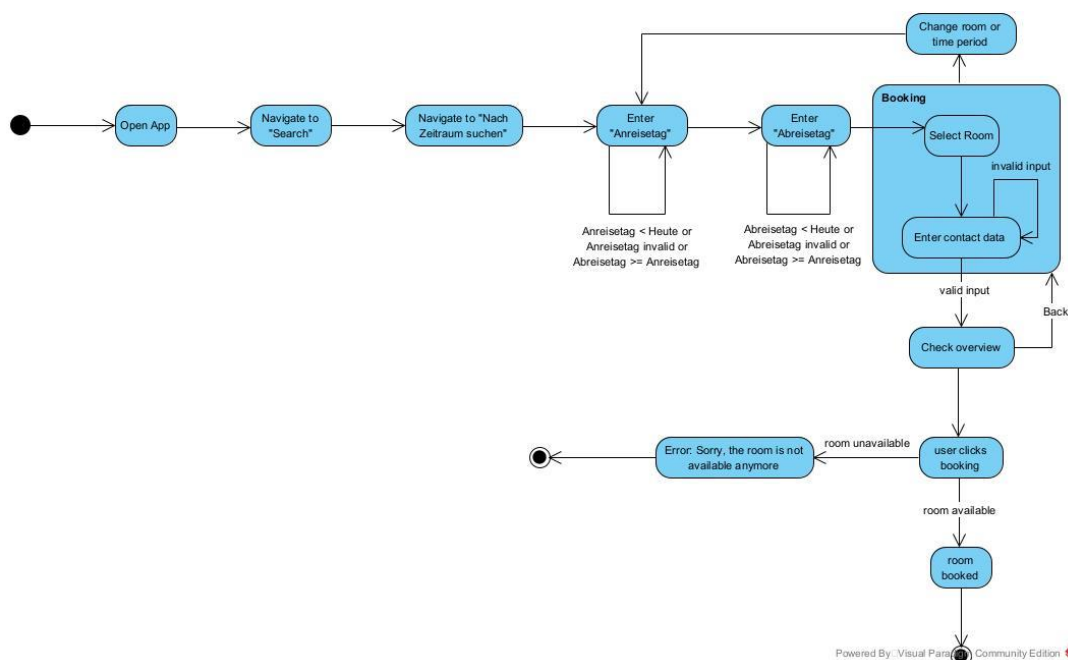 Change room or
time period
Booking
Open App
Navigate to
"Search"
Navigate to "Nach
Zeitraum suchen"
Enter
"Anreisetag"
Enter
"Abreisetag"
Select Room
invalid input
Anreisetag < Heute or
Anreisetag invalid or
Abreisetag >= Anreisetag
Abreisetag < Heute or
Abreisetag invalid or
Abreisetag >= Anreisetag
Enter contact data
valid input
Back
Check overview
Error: Sorry, the room is not
available anymore
room unavailable
user clicks
booking
room available
room
booked
Powered By Visual Community Edition